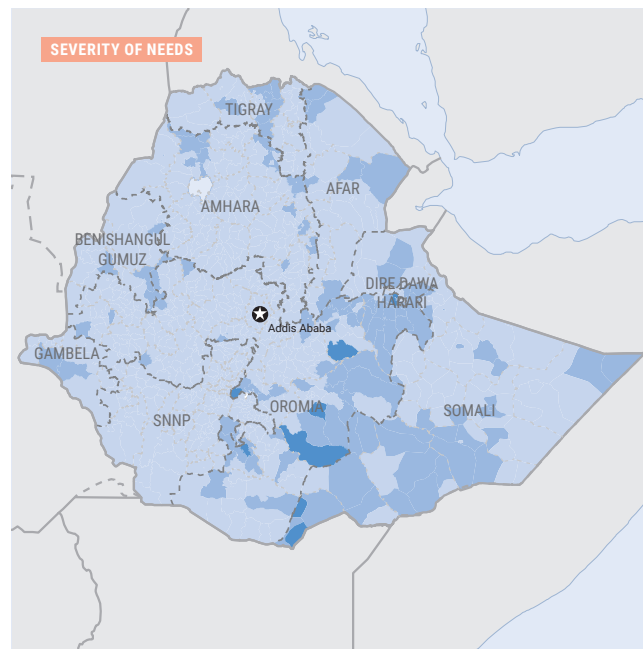 SEVERITY OF NEEDS
TIGRAY
AFAR
AMHARA
BENISHANGUL
GUMUZ
DIRE DAWA
HARARI
Addis Ababa
GAMBELA
OROMIA
SOMALI
SNNP